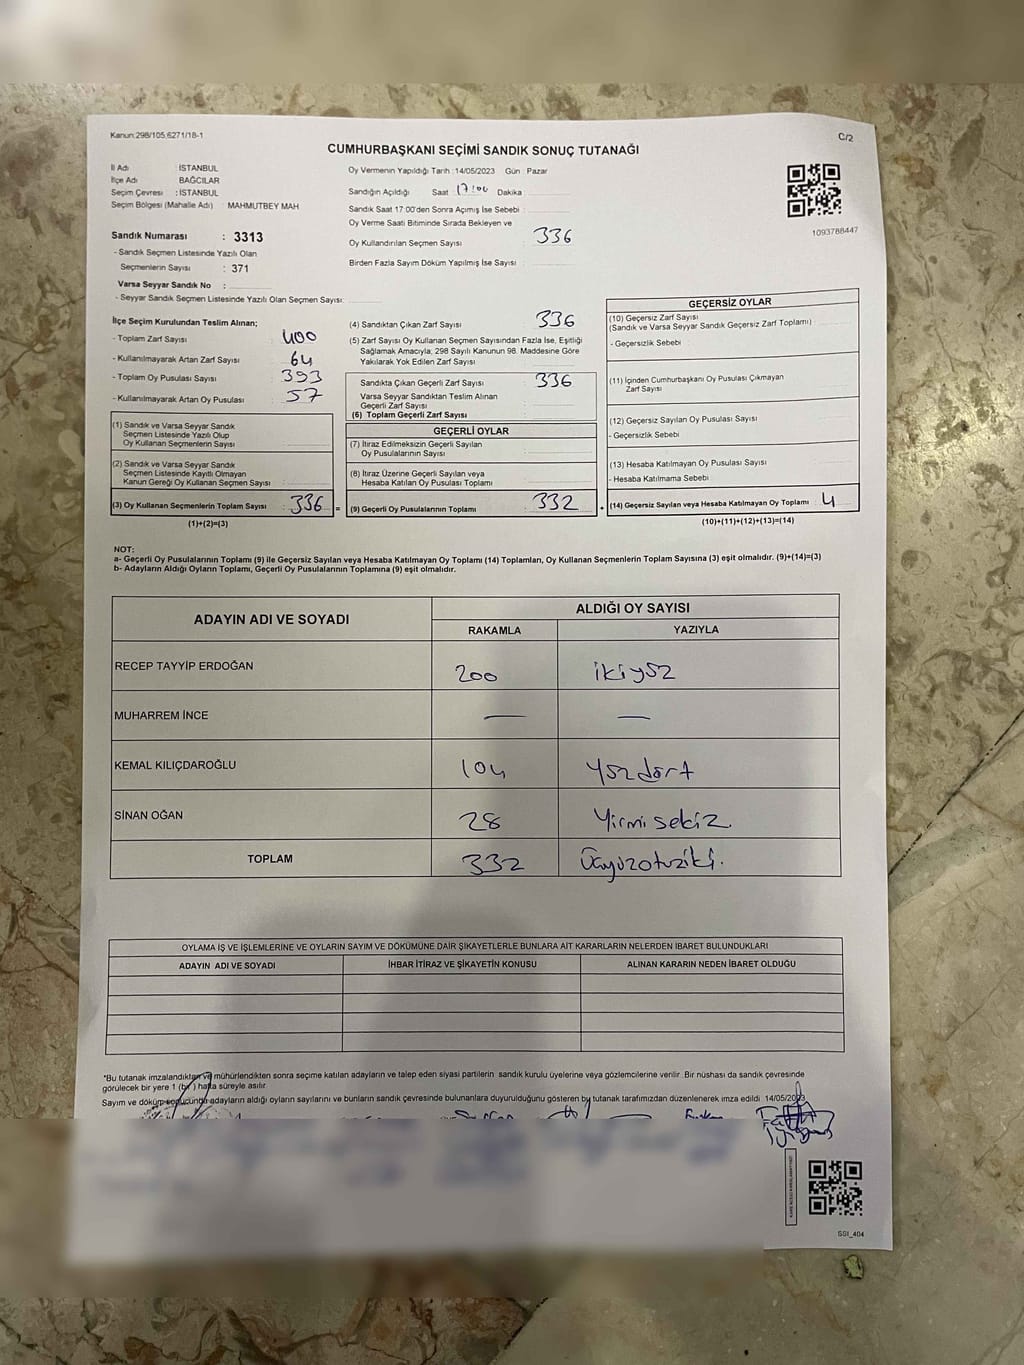 Kanun:298/105,6271/18-1
C/2
CUMHURBAŞKANI SEÇİMİ SANDIK SONUÇ TUTANAĞI
İl Adı : İSTANBUL
İlçe Adı : BAĞCILAR
Seçim Çevresi : İSTANBUL
Seçim Bölgesi (Mahalle Adı) : MAHMUTBEY MAH
Sandık Numarası : 3313
- Sandık Seçmen Listesinde Yazılı Olan
Seçmenlerin Sayısı : 371
Varsa Seyyar Sandık No :
- Seyyar Sandık Seçmen Listesinde Yazılı Olan Seçmen Sayısı:
Oy Vermenin Yapıldığı Tarih :14/05/2023 Gün : Pazar
Sandığın Açıldığı Saat : 17:00 Dakika :
Sandık Saat 17:00'den Sonra Açımış İse Sebebi :
Oy Verme Saati Bitiminde Sırada Bekleyen ve
Oy Kullandırılan Seçmen Sayısı : 336
Birden Fazla Sayım Döküm Yapılmış İse Sayısı :
1093788447
İlçe Seçim Kurulundan Teslim Alınan;
- Toplam Zarf Sayısı : 400
- Kullanılmayarak Artan Zarf Sayısı : 64
- Toplam Oy Pusulası Sayısı : 393
- Kullanılmayarak Artan Oy Pusulası : 57
(1) Sandık ve Varsa Seyyar Sandık
Seçmen Listesinde Yazılı Olup
Oy Kullanan Seçmenlerin Sayısı :
(2) Sandık ve Varsa Seyyar Sandık
Seçmen Listesinde Kayıtlı Olmayan
Kanun Gereği Oy Kullanan Seçmen Sayısı :
(3) Oy Kullanan Seçmenlerin Toplam Sayısı : 336 =
(1)+(2)=(3)
(4) Sandıktan Çıkan Zarf Sayısı : 336
(5) Zarf Sayısı Oy Kullanan Seçmen Sayısından Fazla İse, Eşitliği
Sağlamak Amacıyla; 298 Sayılı Kanunun 98. Maddesine Göre
Yakılarak Yok Edilen Zarf Sayısı :
Sandıkta Çıkan Geçerli Zarf Sayısı : 336
Varsa Seyyar Sandıktan Teslim Alınan
Geçerli Zarf Sayısı :
(6) Toplam Geçerli Zarf Sayısı :
GEÇERLİ OYLAR
(7) İtiraz Edilmeksizin Geçerli Sayılan
Oy Pusulalarının Sayısı :
(8) İtiraz Üzerine Geçerli Sayılan veya
Hesaba Katılan Oy Pusulası Toplamı :
(9) Geçerli Oy Pusulalarının Toplamı : 332 +
GEÇERSİZ OYLAR
(10) Geçersiz Zarf Sayısı :
(Sandık ve Varsa Seyyar Sandık Geçersiz Zarf Toplamı)
- Geçersizlik Sebebi :
(11) İçinden Cumhurbaşkanı Oy Pusulası Çıkmayan
Zarf Sayısı :
(12) Geçersiz Sayılan Oy Pusulası Sayısı :
- Geçersizlik Sebebi :
(13) Hesaba Katılmayan Oy Pusulası Sayısı :
- Hesaba Katılmama Sebebi :
(14) Geçersiz Sayılan veya Hesaba Katılmayan Oy Toplamı : 4
(10)+(11)+(12)+(13)=(14)
NOT:
a- Geçerli Oy Pusulalarının Toplamı (9) ile Geçersiz Sayılan veya Hesaba Katılmayan Oy Toplamı (14) Toplamları, Oy Kullanan Seçmenlerin Toplam Sayısına (3) eşit olmalıdır. (9)+(14)=(3)
b- Adayların Aldığı Oyların Toplamı, Geçerli Oy Pusulalarının Toplamına (9) eşit olmalıdır.
ADAYIN ADI VE SOYADI
ALDIĞI OY SAYISI
RAKAMLA YAZIYLA
RECEP TAYYİP ERDOĞAN 200 ikiyüz
MUHARREM İNCE — —
KEMAL KILIÇDAROĞLU 104 Yüzdört
SİNAN OĞAN 28 Yirmisekiz
TOPLAM 332 Üçyüzotuziki.
OYLAMA İŞ VE İŞLEMLERİNE VE OYLARIN SAYIM VE DÖKÜMÜNE DAİR ŞİKAYETLERLE BUNLARA AİT KARARLARIN NELERDEN İBARET BULUNDUKLARI
ADAYIN ADI VE SOYADI İHBAR İTİRAZ VE ŞİKAYETİN KONUSU ALINAN KARARIN NEDEN İBARET OLDUĞU
*Bu tutanak imzalandıktan ve mühürlendikten sonra seçime katılan adayların ve talep eden siyasi partilerin sandık kurulu üyelerine veya gözlemcilerine verilir. Bir nüshası da sandık çevresinde
görülecek bir yere 1 (bir) hafta süreyle asılır.
Sayım ve döküm sonucunda adayların aldığı oyların sayılarını ve bunların sandık çevresinde bulunanlara duyurulduğunu gösteren bu tutanak tarafımızdan düzenlenerek imza edildi. 14/05/2023
SSI_404